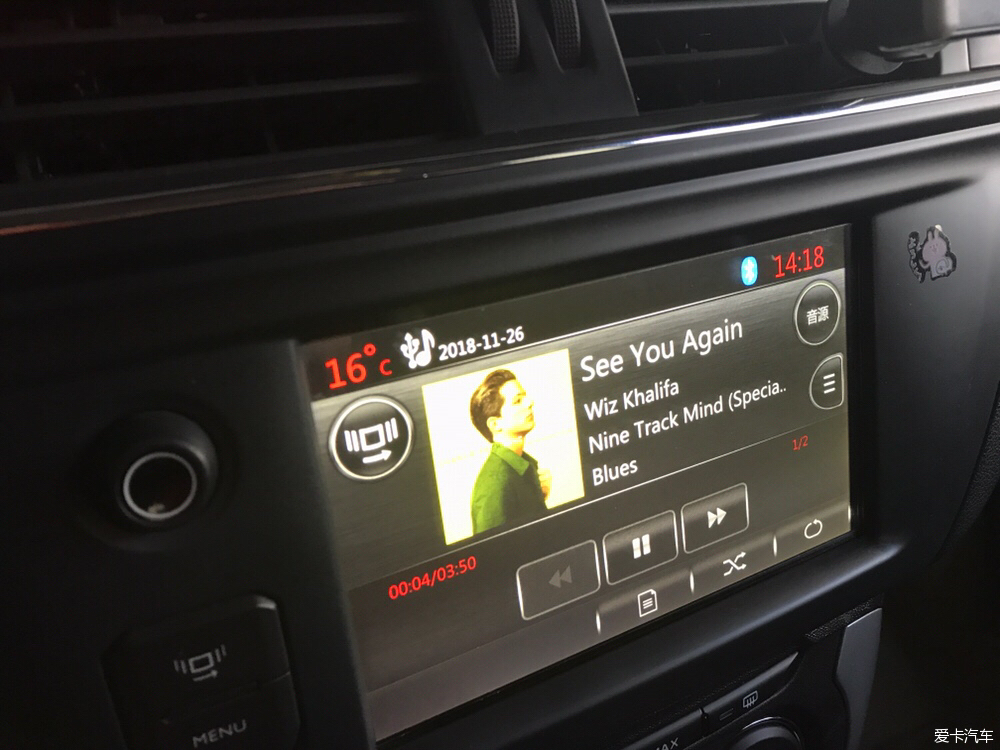 16°c
2018-11-26
14:18
See You Again
Wiz Khalifa
Nine Track Mind (Specia..
Blues
音源
1/2
00:04/03:50
MENU
爱卡汽车